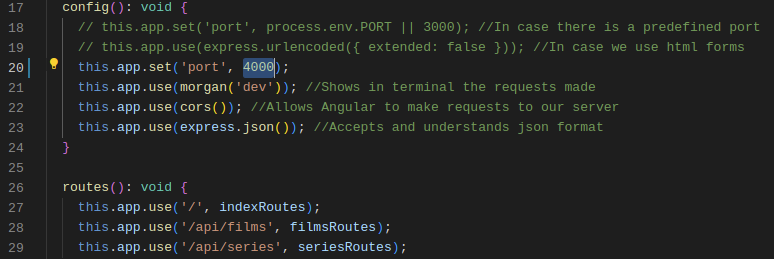 17 config(): void {
18 // this.app.set('port', process.env.PORT || 3000); //In case there is a predefined port
19 // this.app.use(express.urlencoded({ extended: false })); //In case we use html forms
20 this.app.set('port', 4000);
21 this.app.use(morgan('dev')); //Shows in terminal the requests made
22 this.app.use(cors()); //Allows Angular to make requests to our server
23 this.app.use(express.json()); //Accepts and understands json format
24 }
25
26 routes(): void {
27 this.app.use('/', indexRoutes);
28 this.app.use('/api/films', filmsRoutes);
29 this.app.use('/api/series', seriesRoutes);